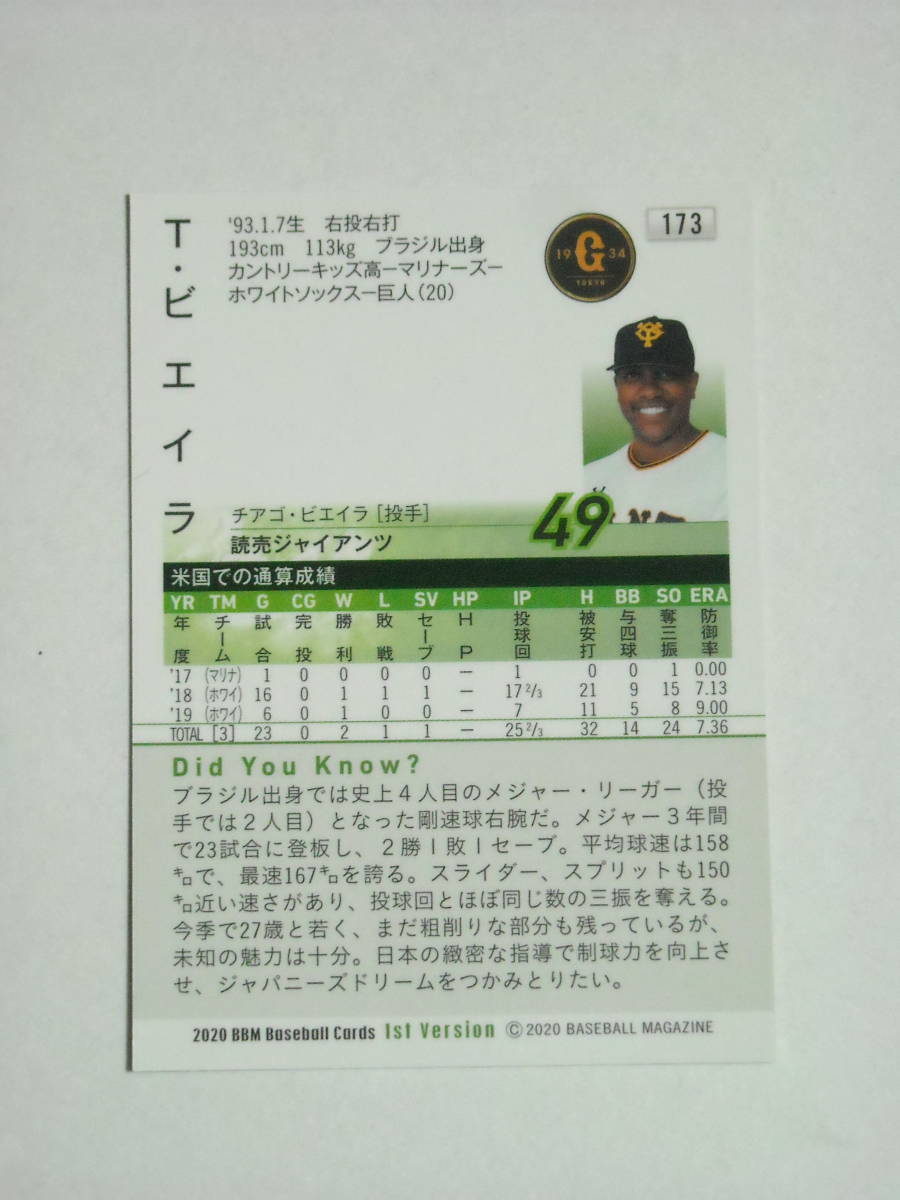 T・ビエイラ
'93.1.7生 右投右打
193cm 113kg ブラジル出身
カントリーキッズ高ーマリナーズー
ホワイトソックスー巨人(20)
19 G 34
TOKYO
173
チアゴ・ビエイラ [投手]
49
読売ジャイアンツ
米国での通算成績
YR TM G CG W L SV HP IP H BB SO ERA
年度 チーム 試合 完投 勝利 敗戦 セーブ HP 投球回 被安打 与四球 奪三振 防御率
'17 (マリナ) 1 0 0 0 0 － 1 0 0 1 0.00
'18 (ホワイ) 16 0 1 1 1 － 17 2/3 21 9 15 7.13
'19 (ホワイ) 6 0 1 0 0 － 7 11 5 8 9.00
TOTAL [3] 23 0 2 1 1 － 25 2/3 32 14 24 7.36
Did You Know?
ブラジル出身では史上4人目のメジャー・リーガー（投
手では2人目）となった剛速球右腕だ。メジャー3年間
で23試合に登板し、2勝1敗1セーブ。平均球速は158
㌔で、最速167㌔を誇る。スライダー、スプリットも150
㌔近い速さがあり、投球回とほぼ同じ数の三振を奪える。
今季で27歳と若く、まだ粗削りな部分も残っているが、
未知の魅力は十分。日本の緻密な指導で制球力を向上さ
せ、ジャパニーズドリームをつかみとりたい。
2020 BBM Baseball Cards 1st Version ©2020 BASEBALL MAGAZINE